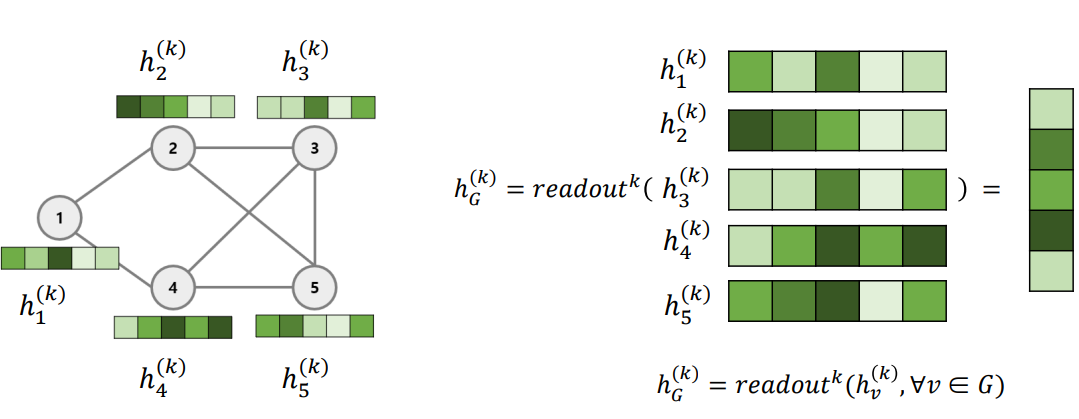 h_2^{(k)} h_3^{(k)}
2 3
1
h_1^{(k)}
4 5
h_4^{(k)} h_5^{(k)}
h_1^{(k)}
h_2^{(k)}
h_G^{(k)} = readout^k( h_3^{(k)} ) =
h_4^{(k)}
h_5^{(k)}
h_G^{(k)} = readout^k(h_v^{(k)}, ∀v ∈ G)